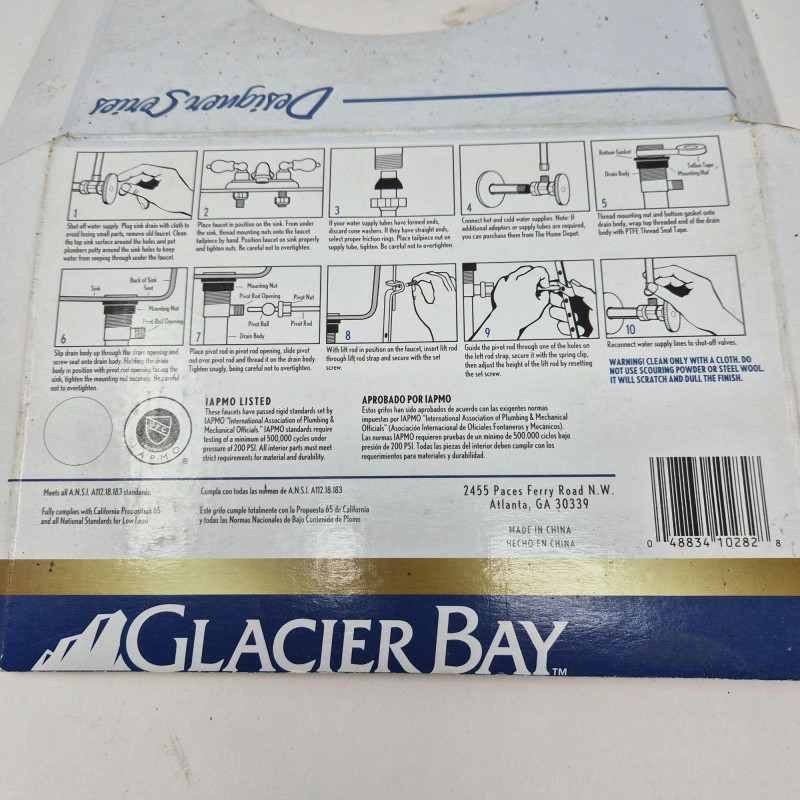 Designer Series
1
Shut off water supply. Plug sink drain with cloth to
avoid losing small parts, remove old faucet. Clean
the top sink surface around the holes and put
plumbers putty around the sink holes to keep
water from seeping through under the faucet.
2
Place faucet in position on the sink. From under
the sink, thread mounting nuts onto the faucet
tailpiece by hand. Position faucet on sink properly
and tighten nuts. Be careful not to overtighten.
3
If your water supply tubes have formed ends,
discard cone washers. If they have straight ends,
select proper friction rings. Place tailpiece nut on
supply tube, tighten. Be careful not to overtighten.
4
Connect hot and cold water supplies. Note: If
additional adapters or supply tubes are required,
you can purchase them from The Home Depot.
Bottom Gasket
Teflon Tape
Drain Body
Mounting Nut
5
Thread mounting nut and bottom gasket onto
drain body, wrap top threaded end of the drain
body with PTFE Thread Seal Tape.
Back of Sink
Sink
Seat
Mounting Nut
Pivot Rod Opening
6
Slip drain body up through the drain opening and
screw seat onto drain body. Holding the drain
body in position with pivot rod opening facing the
sink, tighten the mounting nut securely. Be careful
not to overtighten.
Mounting Nut
Pivot Rod Opening
Pivot Nut
Pivot Ball
Pivot Rod
Drain Body
7
Place pivot rod in pivot rod opening, slide pivot
nut over pivot rod and thread it on the drain body.
Tighten snugly, being careful not to overtighten.
8
With lift rod in position on the faucet, insert lift rod
through lift rod strap and secure with the set
screw.
9
Guide the pivot rod through one of the holes on
the left rod strap, secure it with the spring clip,
then adjust the height of the lift rod by resetting
the set screw.
10
Reconnect water supply lines to shut-off valves.
WARNING! CLEAN ONLY WITH A CLOTH. DO
NOT USE SCOURING POWDER OR STEEL WOOL.
IT WILL SCRATCH AND DULL THE FINISH.
UPC
IAPMO
®
IAPMO LISTED
These faucets have passed rigid standards set by
IAPMO "International Association of Plumbing &
Mechanical Officials." IAPMO standards require
testing of a minimum of 500,000 cycles under
pressure of 200 PSI. All interior parts must meet
strict requirements for material and durability.
APROBADO POR IAPMO
Estos grifos han sido aprobados de acuerdo con las exigentes normas
impuestas por IAPMO "International Association of Plumbing & Mechanical
Officials" (Asociación Internacional de Oficiales Fontaneros y Mecánicos).
Las normas IAPMO requieren pruebas de un mínimo de 500.000 ciclos bajo
presión de 200 PSI. Todas las piezas del interior deben cumplir con los
requerimientos para materiales y durabilidad.
Meets all A.N.S.I. A112.18.183 standards.
Fully complies with California Proposition 65
and all National Standards for Low Lead
Cumpla con todas las normas de A.N.S.I. A112.18.183
Este grifo cumple totalmente con la Propuesta 65 de California
y todas las Normas Nacionales de Bajo Contenido de Plomo
2455 Paces Ferry Road N.W.
Atlanta, GA 30339
MADE IN CHINA
HECHO EN CHINA
0 48834 10282 8
GLACIER BAY™